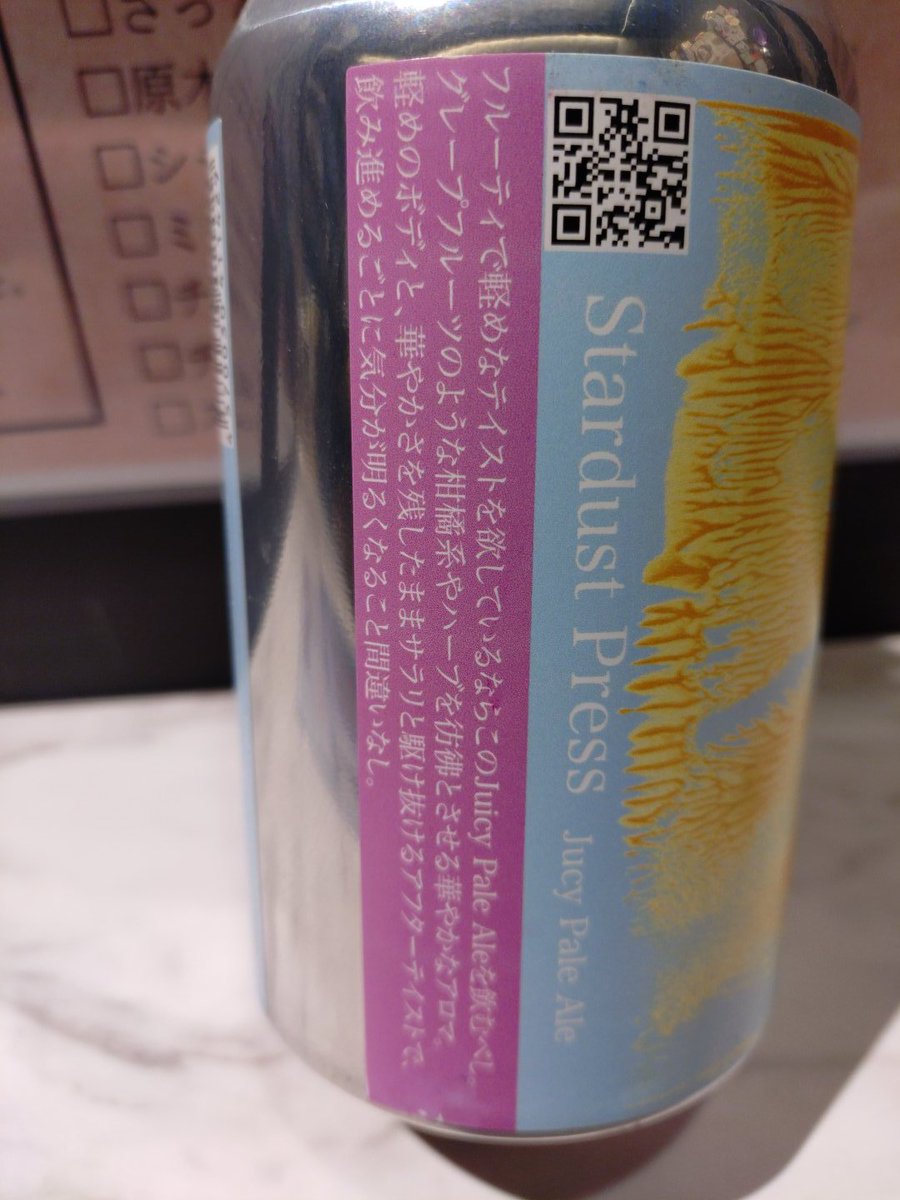 Stardust Press Jucy Pale Ale
フルーティで軽めなテイストを欲しているならこのJuicy Pale Aleを飲むべし。
グレープフルーツのような柑橘系やハーブを彷彿とさせる華やかなアロマ。
軽めのボディと、華やかさを残したままサラリと駆け抜けるアフターテイストで、
飲み進めるごとに気分が明るくなること間違いなし。
原木